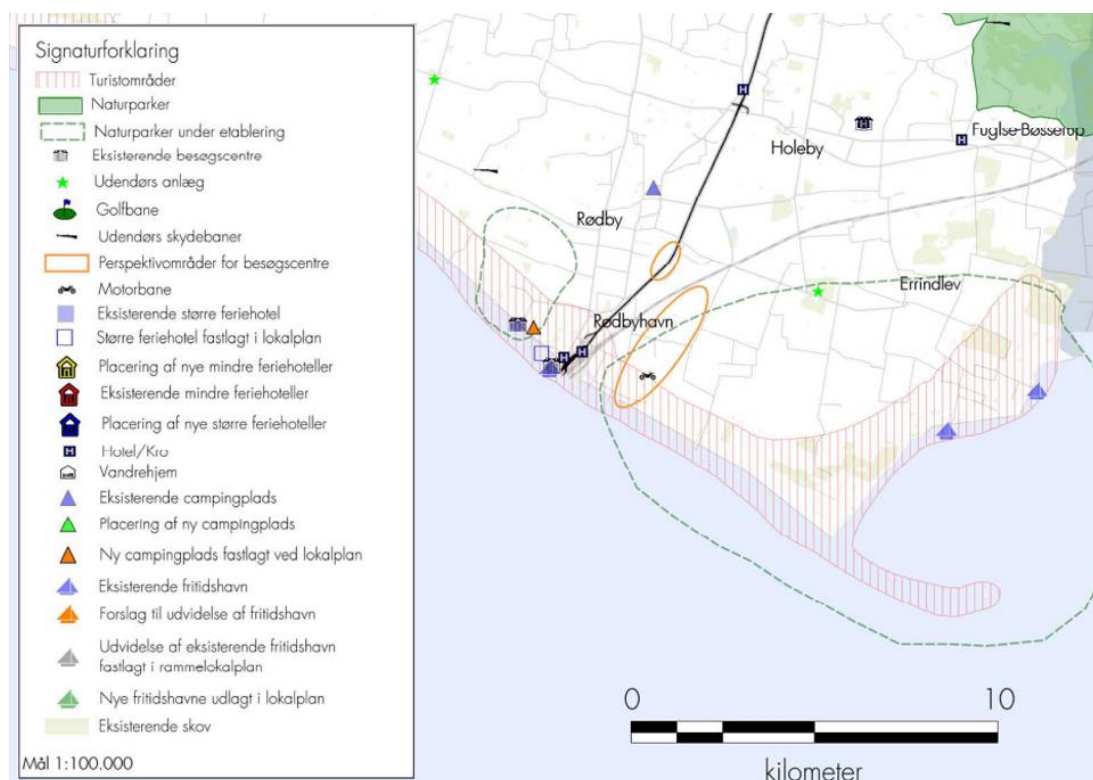 Signaturforklaring
Turistområder
Naturparker
Naturparker under etablering
Eksisterende besøgscentre
Udendørs anlæg
Golfbane
Udendørs skydebaner
Perspektivområder for besøgscentre
Motorbane
Eksisterende større feriehotel
Større feriehotel fastlagt i lokalplan
Placering af nye mindre feriehoteller
Eksisterende mindre feriehoteller
Placering af nye større feriehoteller
Hotel/Kro
Vandrehjem
Eksisterende campingplads
Placering af ny campingplads
Ny campingplads fastlagt ved lokalplan
Eksisterende fritidshavn
Forslag til udvidelse af fritidshavn
Udvidelse af eksisterende fritidshavn
fastlagt i rammelokalplan
Nye fritidshavne udlagt i lokalplan
Eksisterende skov
Mål 1:100.000
Fuglse-Bøsserup
Holeby
Rødby
Errindlev
Rødbyhavn
0 10
kilometer